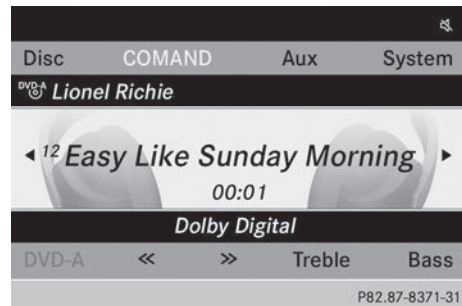 Disc COMAND Aux System
DVD-A Lionel Richie
12 Easy Like Sunday Morning
00:01
Dolby Digital
DVD-A << >> Treble Bass
P82.87-8371-31